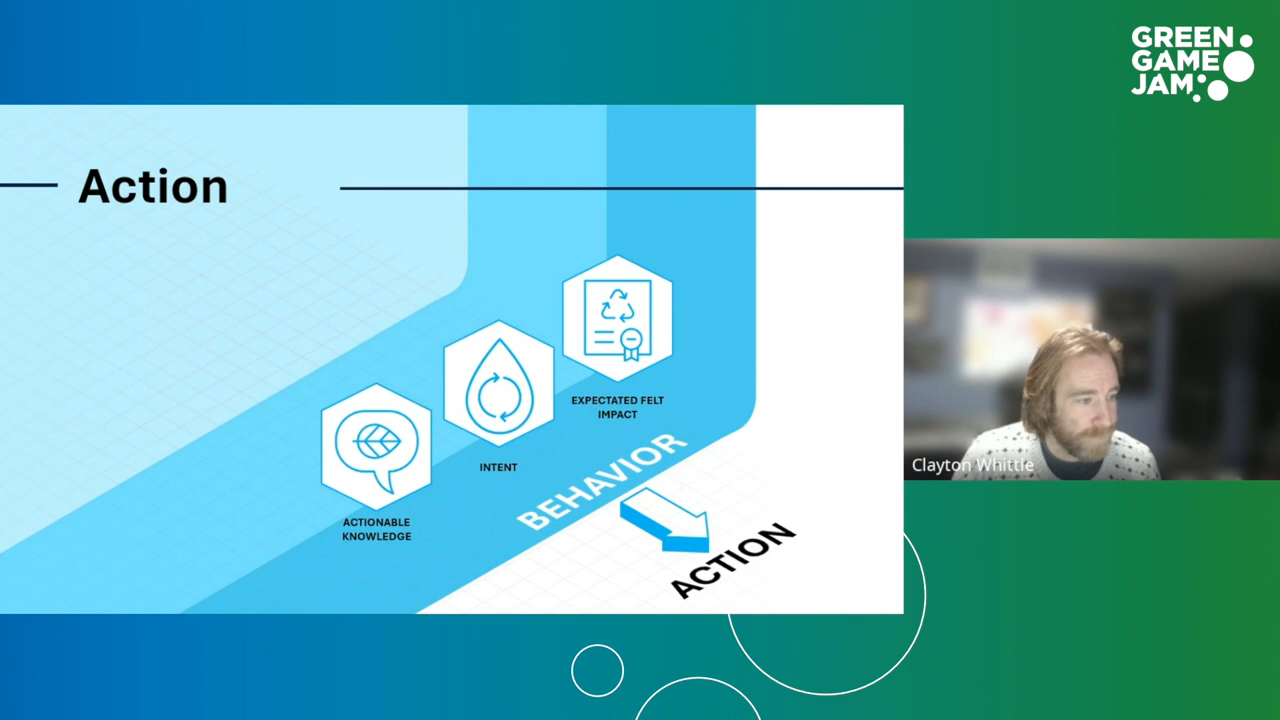 GREEN
GAME
JAM
Action
EXPECTATED FELT
IMPACT
INTENT
ACTIONABLE
KNOWLEDGE
BEHAVIOR
ACTION
Clayton Whittle